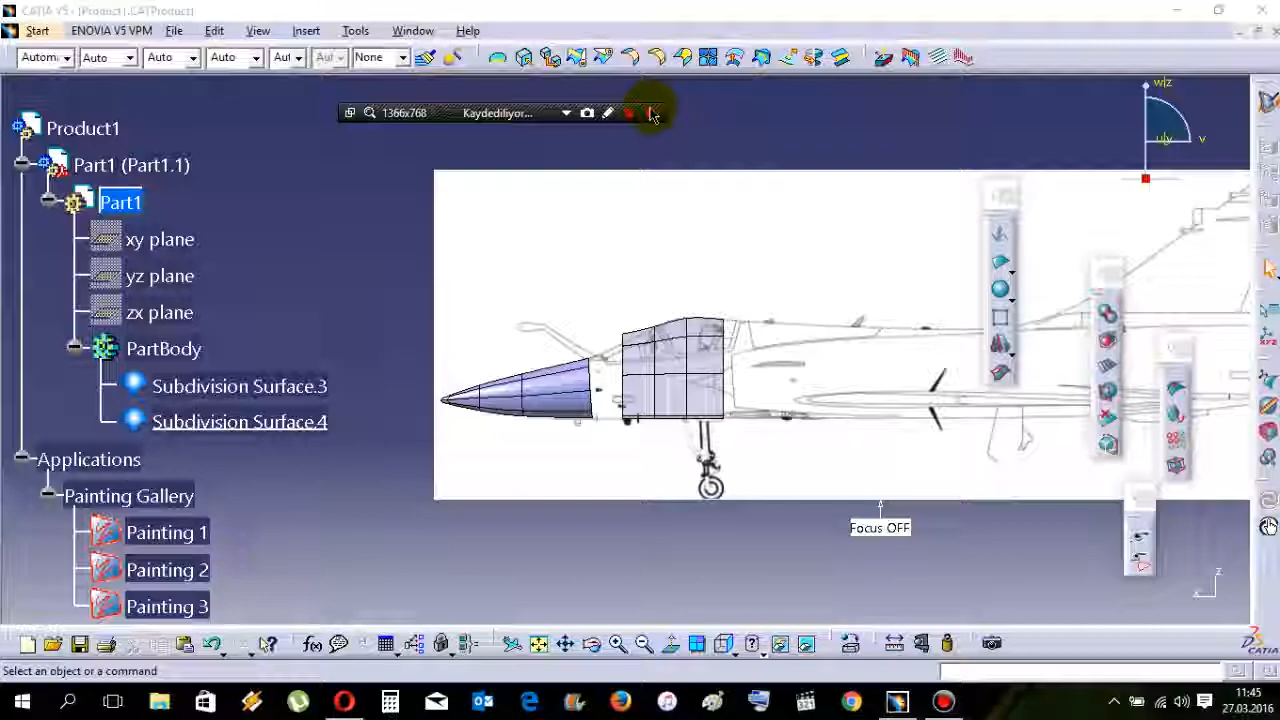 CATIA V5 - [Product1.CATProduct]
Start ENOVIA V5 VPM File Edit View Insert Tools Window Help
Autom Auto Auto Auto Aut Aut None
1366x768 Kaydediliyor...
w|z
v
Product1
Part1 (Part1.1)
Part1
xy plane
yz plane
zx plane
PartBody
Subdivision Surface.3
Subdivision Surface.4
Applications
Painting Gallery
Painting 1
Painting 2
Painting 3
Focus OFF
z
f(x)
CATIA
Select an object or a command
11:45
27.03.2016